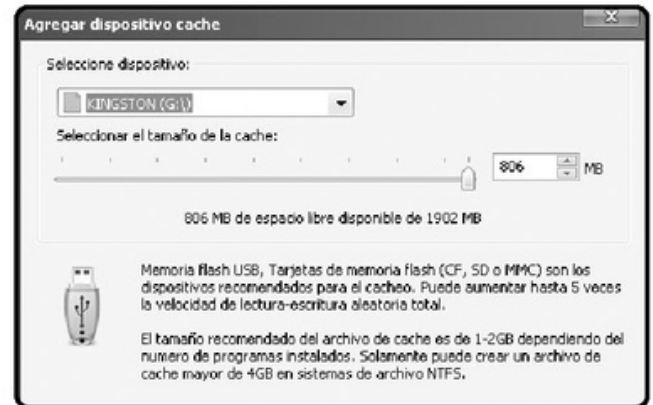 Agregar dispositivo cache
Seleccione dispositivo:
KINGSTON (G:\)
Seleccionar el tamaño de la cache:
806 MB
806 MB de espacio libre disponible de 1902 MB
Memoria flash USB, Tarjetas de memoria flash (CF, SD o MMC) son los
dispositivos recomendados para el cacheo. Puede aumentar hasta 5 veces
la velocidad de lectura-escritura aleatoria total.
El tamaño recomendado del archivo de cache es de 1-2GB dependiendo del
numero de programas instalados. Solamente puede crear un archivo de
cache mayor de 4GB en sistemas de archivo NTFS.